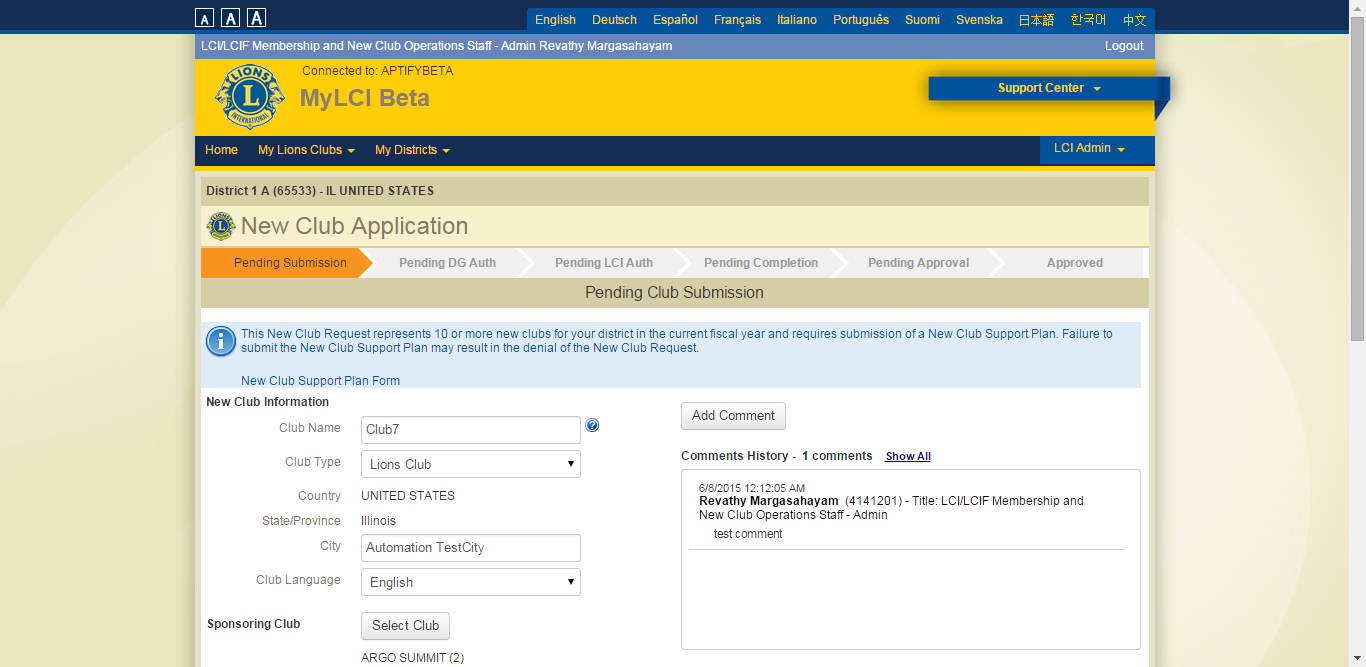 A A A English Deutsch Español Français Italiano Português Suomi Svenska 日本語 한국어 中文
LCI/LCIF Membership and New Club Operations Staff - Admin Revathy Margasahayam Logout
LIONS
L
INTERNATIONAL
Connected to: APTIFYBETA
MyLCI Beta
Support Center
Home My Lions Clubs My Districts LCI Admin
District 1 A (65533) - IL UNITED STATES
New Club Application
Pending Submission Pending DG Auth Pending LCI Auth Pending Completion Pending Approval Approved
Pending Club Submission
This New Club Request represents 10 or more new clubs for your district in the current fiscal year and requires submission of a New Club Support Plan. Failure to
submit the New Club Support Plan may result in the denial of the New Club Request.
New Club Support Plan Form
New Club Information
Club Name Club7
Club Type Lions Club
Country UNITED STATES
State/Province Illinois
City Automation TestCity
Club Language English
Sponsoring Club Select Club
ARGO SUMMIT (2)
Add Comment
Comments History - 1 comments Show All
6/8/2015 12:12:05 AM
Revathy Margasahayam (4141201) - Title: LCI/LCIF Membership and
New Club Operations Staff - Admin
test comment